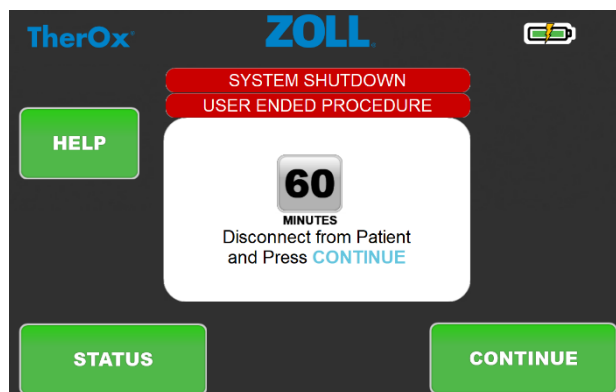 TherOx®
ZOLL®
SYSTEM SHUTDOWN
USER ENDED PROCEDURE
HELP
60
MINUTES
Disconnect from Patient
and Press CONTINUE
STATUS
CONTINUE